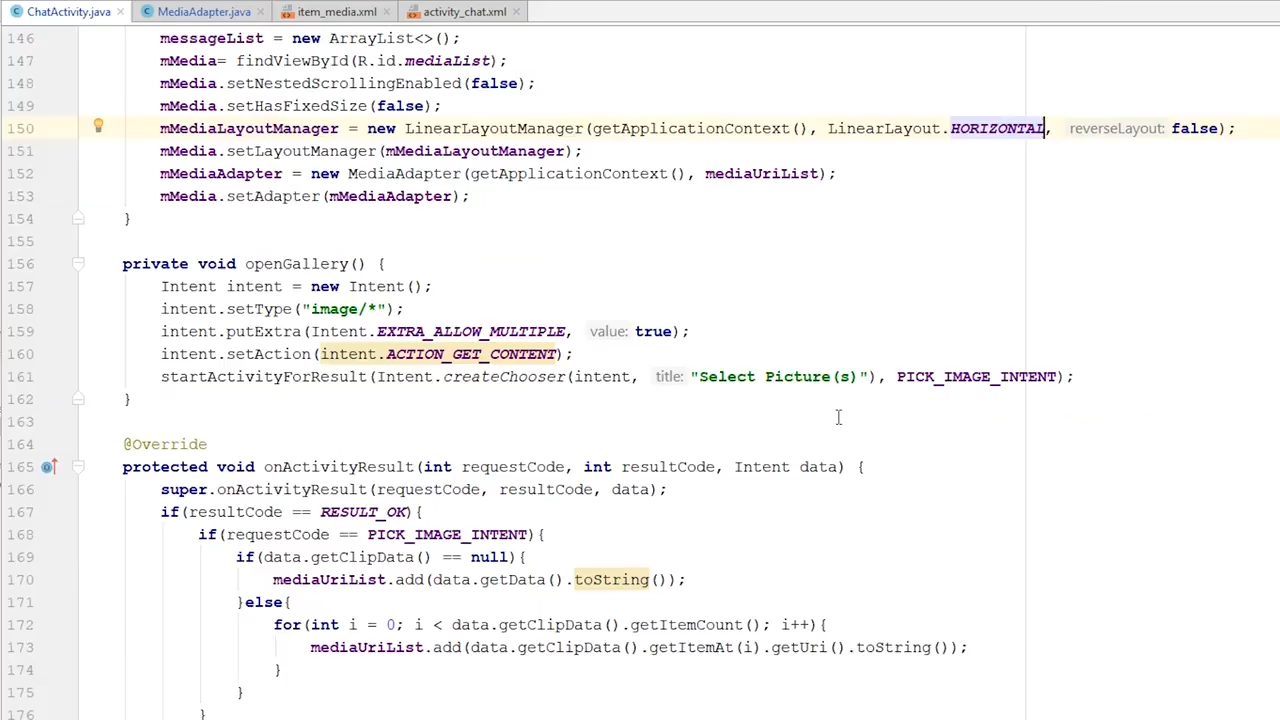 ChatActivity.java MediaAdapter.java item_media.xml activity_chat.xml
146 messageList = new ArrayList<>();
147 mMedia= findViewById(R.id.mediaList);
148 mMedia.setNestedScrollingEnabled(false);
149 mMedia.setHasFixedSize(false);
150 mMediaLayoutManager = new LinearLayoutManager(getApplicationContext(), LinearLayout.HORIZONTAL, reverseLayout: false);
151 mMedia.setLayoutManager(mMediaLayoutManager);
152 mMediaAdapter = new MediaAdapter(getApplicationContext(), mediaUriList);
153 mMedia.setAdapter(mMediaAdapter);
154 }
155
156 private void openGallery() {
157 Intent intent = new Intent();
158 intent.setType("image/*");
159 intent.putExtra(Intent.EXTRA_ALLOW_MULTIPLE, value: true);
160 intent.setAction(intent.ACTION_GET_CONTENT);
161 startActivityForResult(Intent.createChooser(intent, title: "Select Picture(s)"), PICK_IMAGE_INTENT);
162 }
163
164 @Override
165 protected void onActivityResult(int requestCode, int resultCode, Intent data) {
166 super.onActivityResult(requestCode, resultCode, data);
167 if(resultCode == RESULT_OK){
168 if(requestCode == PICK_IMAGE_INTENT){
169 if(data.getClipData() == null){
170 mediaUriList.add(data.getData().toString());
171 }else{
172 for(int i = 0; i < data.getClipData().getItemCount(); i++){
173 mediaUriList.add(data.getClipData().getItemAt(i).getUri().toString());
174 }
175 }
176 }